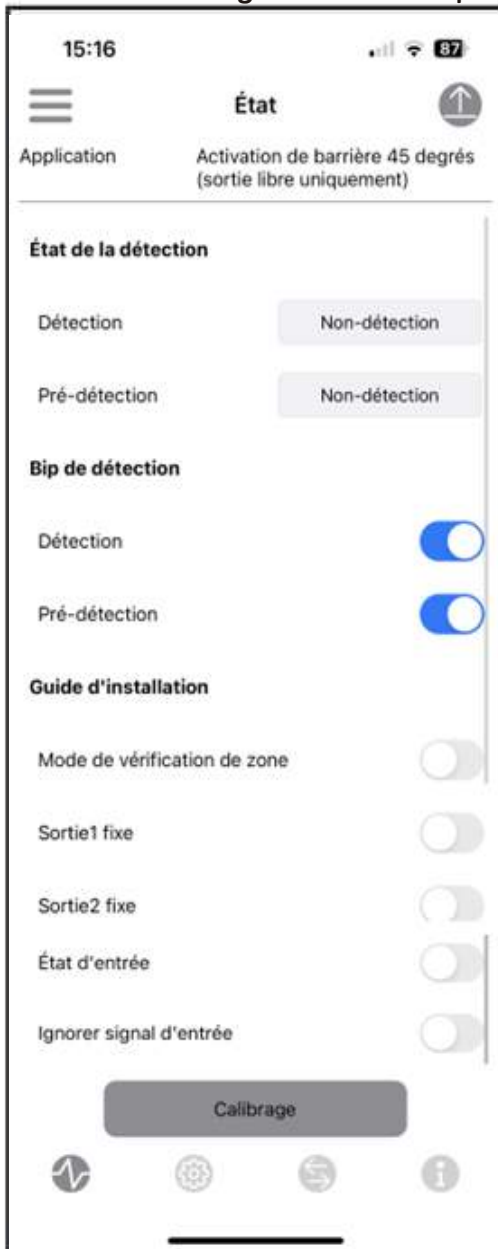 15:16
87
État
Application
Activation de barrière 45 degrés
(sortie libre uniquement)
État de la détection
Détection
Non-détection
Pré-détection
Non-détection
Bip de détection
Détection
Pré-détection
Guide d'installation
Mode de vérification de zone
Sortie1 fixe
Sortie2 fixe
État d'entrée
Ignorer signal d'entrée
Calibrage